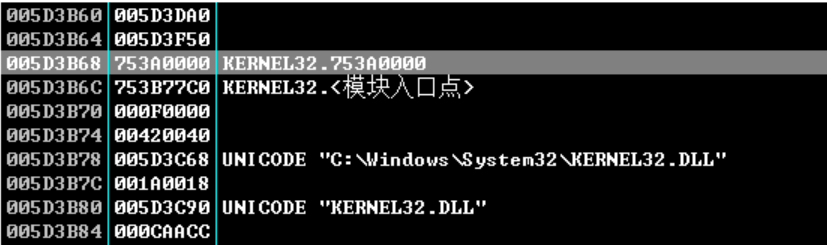 005D3B60 005D3DA0
005D3B64 005D3F50
005D3B68 753A0000 KERNEL32.753A0000
005D3B6C 753B77C0 KERNEL32.<模块入口点>
005D3B70 000F0000
005D3B74 00420040
005D3B78 005D3C68 UNICODE "C:\Windows\System32\KERNEL32.DLL"
005D3B7C 001A0018
005D3B80 005D3C90 UNICODE "KERNEL32.DLL"
005D3B84 000CAACC